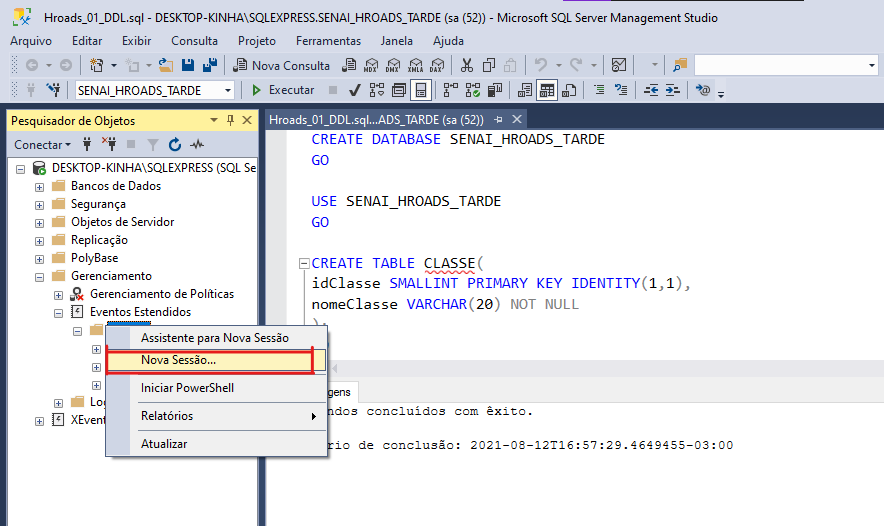 Hroads_01_DDL.sql - DESKTOP-KINHA\SQLEXPRESS.SENAI_HROADS_TARDE (sa (52)) - Microsoft SQL Server Management Studio
Arquivo Editar Exibir Consulta Projeto Ferramentas Janela Ajuda
Nova Consulta MDX DMX XMLA DAX
SENAI_HROADS_TARDE Executar
Pesquisador de Objetos
Conectar
DESKTOP-KINHA\SQLEXPRESS (SQL Se
Bancos de Dados
Segurança
Objetos de Servidor
Replicação
PolyBase
Gerenciamento
Gerenciamento de Políticas
Eventos Estendidos
Assistente para Nova Sessão
Nova Sessão...
Iniciar PowerShell
Relatórios
Atualizar
Hroads_01_DDL.sql...ADS_TARDE (sa (52))
CREATE DATABASE SENAI_HROADS_TARDE
GO
USE SENAI_HROADS_TARDE
GO
CREATE TABLE CLASSE(
idClasse SMALLINT PRIMARY KEY IDENTITY(1,1),
nomeClasse VARCHAR(20) NOT NULL
);
gens
ndos concluídos com êxito.
rio de conclusão: 2021-08-12T16:57:29.4649455-03:00